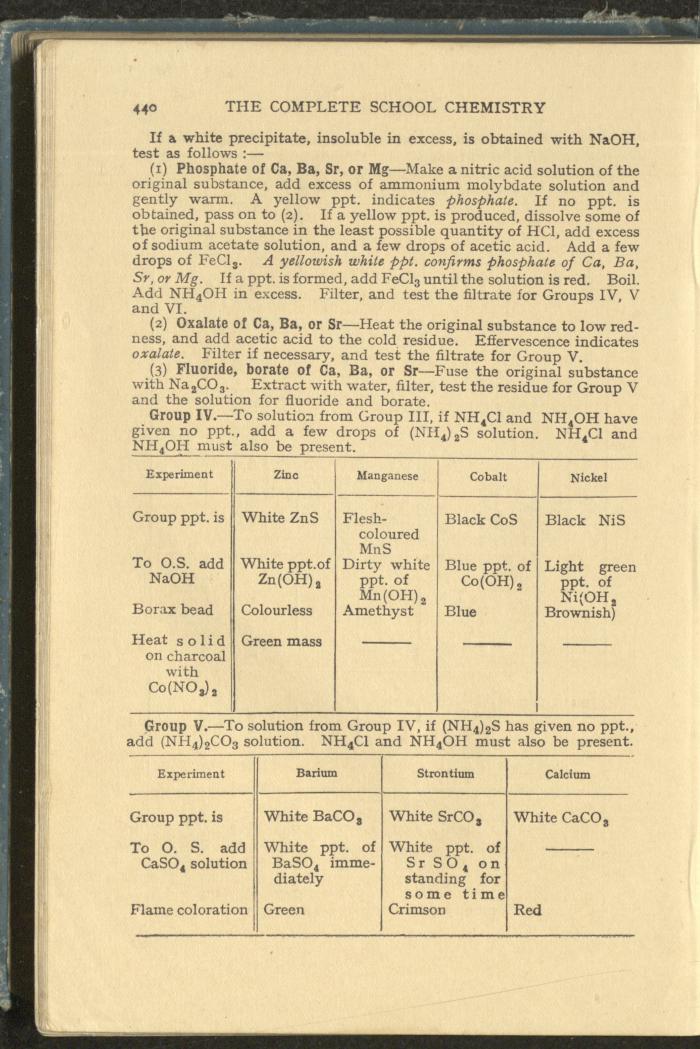 440 THE COMPLETE SCHOOL CHEMISTRY
If a white precipitate, insoluble in excess, is obtained with NaOH,
test as follows :—
(1) Phosphate of Ca, Ba, Sr, or Mg—Make a nitric acid solution of the
original substance, add excess of ammonium molybdate solution and
gently warm. A yellow ppt. indicates phosphate. If no ppt. is
obtained, pass on to (2). If a yellow ppt. is produced, dissolve some of
the original substance in the least possible quantity of HCl, add excess
of sodium acetate solution, and a few drops of acetic acid. Add a few
drops of FeCl₃. A yellowish white ppt. confirms phosphate of Ca, Ba,
Sr, or Mg. If a ppt. is formed, add FeCl₃ until the solution is red. Boil.
Add NH₄OH in excess. Filter, and test the filtrate for Groups IV, V
and VI.
(2) Oxalate of Ca, Ba, or Sr—Heat the original substance to low red-
ness, and add acetic acid to the cold residue. Effervescence indicates
oxalate. Filter if necessary, and test the filtrate for Group V.
(3) Fluoride, borate of Ca, Ba, or Sr—Fuse the original substance
with Na₂CO₃. Extract with water, filter, test the residue for Group V
and the solution for fluoride and borate.
Group IV.—To solution from Group III, if NH₄Cl and NH₄OH have
given no ppt., add a few drops of (NH₄)₂S solution. NH₄Cl and
NH₄OH must also be present.
Experiment Zinc Manganese Cobalt Nickel
Group ppt. is White ZnS Flesh- Black CoS Black NiS
coloured
MnS
To O.S. add White ppt. of Dirty white Blue ppt. of Light green
NaOH Zn(OH)₂ ppt. of Co(OH)₂ ppt. of
Mn(OH)₂ Ni(OH₂
Borax bead Colourless Amethyst Blue Brownish)
Heat solid Green mass —— —— ——
on charcoal
with
Co(NO₃)₂
Group V.—To solution from Group IV, if (NH₄)₂S has given no ppt.,
add (NH₄)₂CO₃ solution. NH₄Cl and NH₄OH must also be present.
Experiment Barium Strontium Calcium
Group ppt. is White BaCO₃ White SrCO₃ White CaCO₃
To O. S. add White ppt. of White ppt. of ——
CaSO₄ solution BaSO₄ imme- SrSO₄ on
diately standing for
some time
Flame coloration Green Crimson Red